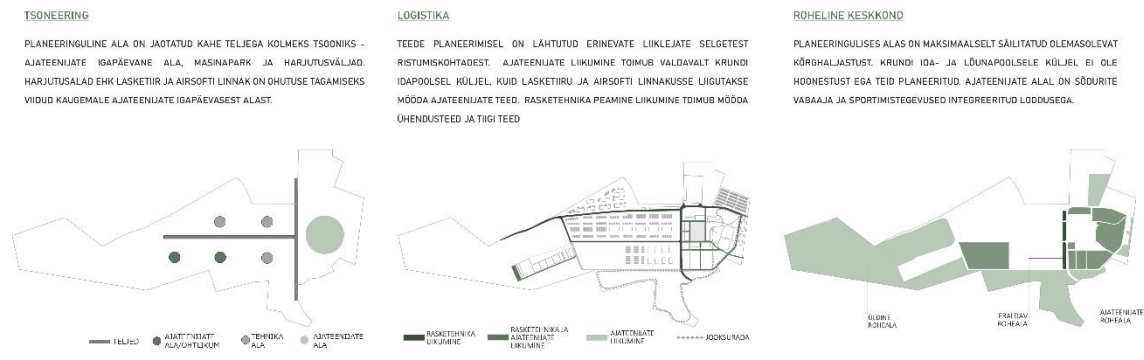 TSONEERING
PLANEERINGULINE ALA ON JAOTATUD KAHE TELJEGA KOLMEKS TSOONIKS –
AJATEENIJATE IGAPÄEVANE ALA, MASINAPARK JA HARJUTUSVÄLJAD.
HARJUTUSALAD EHK LASKETIIR JA AIRSOFTI LINNAK ON OHUTUSE TAGAMISEKS
VIIDUD KAUGEMALE AJATEENIJATE IGAPÄEVASEST ALAST.
TELJED
AJATEENIJATE
ALA/OHTLIKUM
TEHNIKA
ALA
AJATEENIJATE
ALA
LOGISTIKA
TEEDE PLANEERIMISEL ON LÄHTUTUD ERINEVATE LIIKLEJATE SELGETEST
RISTUMISKOHTADEST. AJATEENIJATE LIIKUMINE TOIMUB VALDAVALT KRUNDI
IDAPOOLSEL KÜLJEL, KUID LASKETIIRU JA AIRSOFTI LINNAKUSSE LIIGUTAKSE
MÖÖDA AJATEENIJATE TEED. RASKETEHNIKA PEAMINE LIIKUMINE TOIMUB MÖÖDA
ÜHENDUSTEED JA TIIGI TEED
RASKETEHNIKA
LIIKUMINE
RASKETEHNIKA JA
AJATEENIJATE
LIIKUMINE
AJATEENIJATE
LIIKUMINE
JOOKSURADA
ROHELINE KESKKOND
PLANEERINGULISES ALAS ON MAKSIMAALSELT SÄILITATUD OLEMASOLEVAT
KÕRGHALJASTUST. KRUNDI IDA- JA LÕUNAPOOLSELE KÜLJEL EI OLE
HOONESTUST EGA TEID PLANEERITUD. AJATEENIJATE ALAL ON SÕDURITE
VABAAJA JA SPORTIMISTEGEVUSED INTEGREERITUD LODDUSEGA.
ÜLDINE
ROHEALA
ERALDAV
ROHEALA
AJATEENIJATE
ROHEALA